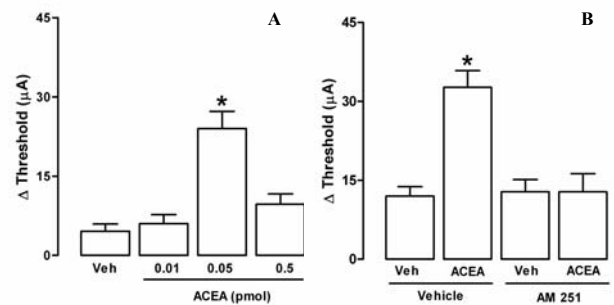 A
Δ Threshold (μA)
45
30
15
0
Veh
0.01
0.05
0.5
*
ACEA (pmol)
B
Δ Threshold (μA)
45
30
15
0
*
Veh
ACEA
Veh
ACEA
Vehicle
AM 251